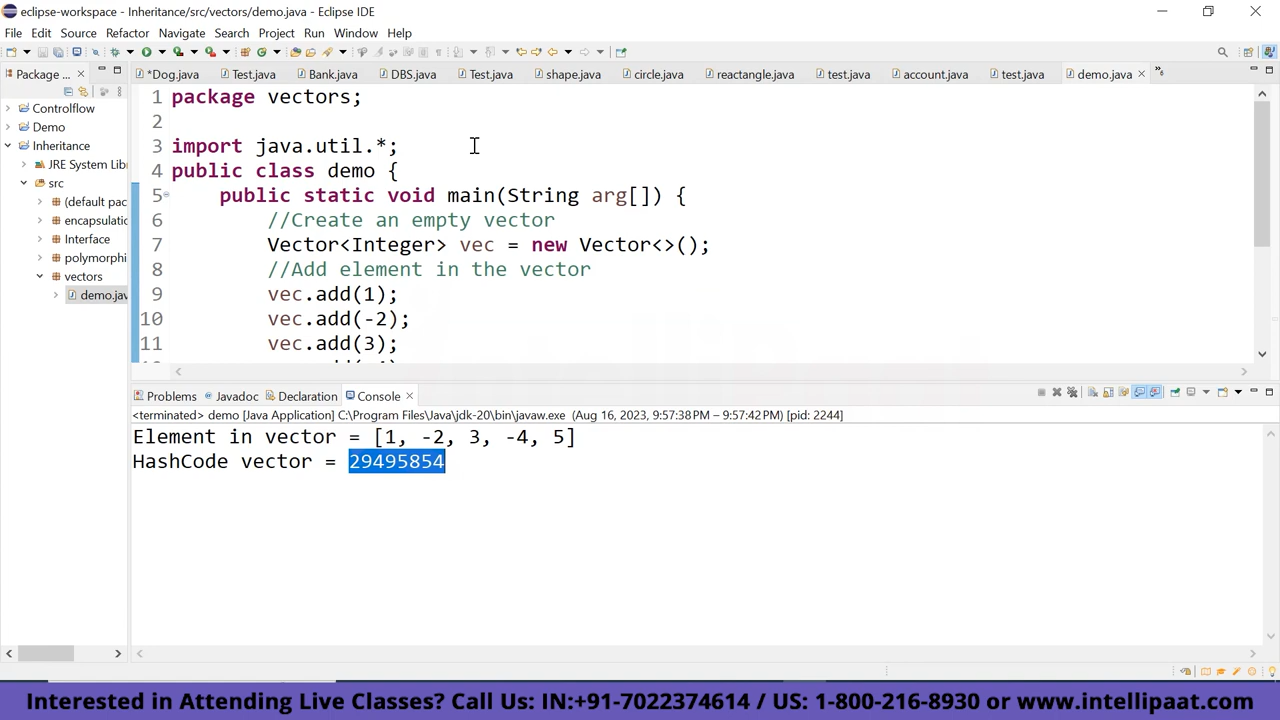 eclipse-workspace - Inheritance/src/vectors/demo.java - Eclipse IDE
File Edit Source Refactor Navigate Search Project Run Window Help
Package ...
*Dog.java Test.java Bank.java DBS.java Test.java shape.java circle.java reactangle.java test.java account.java test.java demo.java
Controlflow
Demo
Inheritance
JRE System Lib
src
(default pac
encapsulatic
Interface
polymorphi
vectors
demo.jav
1 package vectors;
2
3 import java.util.*;
4 public class demo {
5 public static void main(String arg[]) {
6 //Create an empty vector
7 Vector<Integer> vec = new Vector<>();
8 //Add element in the vector
9 vec.add(1);
10 vec.add(-2);
11 vec.add(3);
Problems Javadoc Declaration Console
<terminated> demo [Java Application] C:\Program Files\Java\jdk-20\bin\javaw.exe (Aug 16, 2023, 9:57:38 PM – 9:57:42 PM) [pid: 2244]
Element in vector = [1, -2, 3, -4, 5]
HashCode vector = 29495854
Interested in Attending Live Classes? Call Us: IN:+91-7022374614 / US: 1-800-216-8930 or www.intellipaat.com